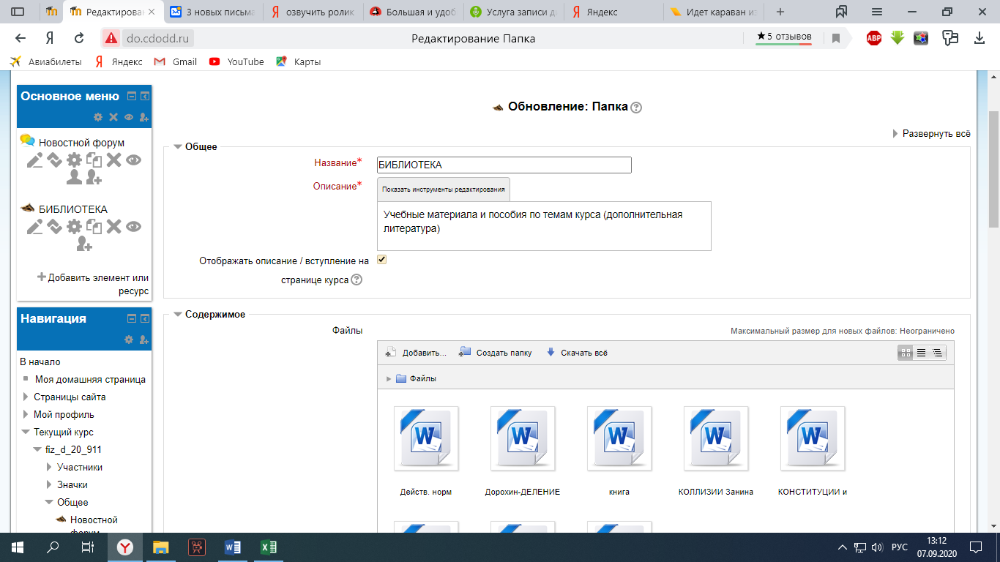 Редактирован
3 новых письма
озвучить ролик
Большая и удоб
Услуга записи ди
Яндекс
Идет караван из
do.cdodd.ru
Редактирование Папка
★5 отзывов
ABP
Авиабилеты
Яндекс
Gmail
YouTube
Карты
Основное меню
Новостной форум
БИБЛИОТЕКА
Добавить элемент или
ресурс
Навигация
В начало
Моя домашняя страница
Страницы сайта
Мой профиль
Текущий курс
fiz_d_20_911
Участники
Значки
Общее
Новостной
форум
Обновление: Папка
Развернуть всё
Общее
Название*
БИБЛИОТЕКА
Описание*
Показать инструменты редактирования
Учебные материала и пособия по темам курса (дополнительная
литература)
Отображать описание / вступление на
странице курса
Содержимое
Файлы
Максимальный размер для новых файлов: Неограничено
Добавить...
Создать папку
Скачать всё
Файлы
Действ. норм
Дорохин-ДЕЛЕНИЕ
книга
КОЛЛИЗИИ Занина
КОНСТИТУЦИИ и
РУС
13:12
07.09.2020